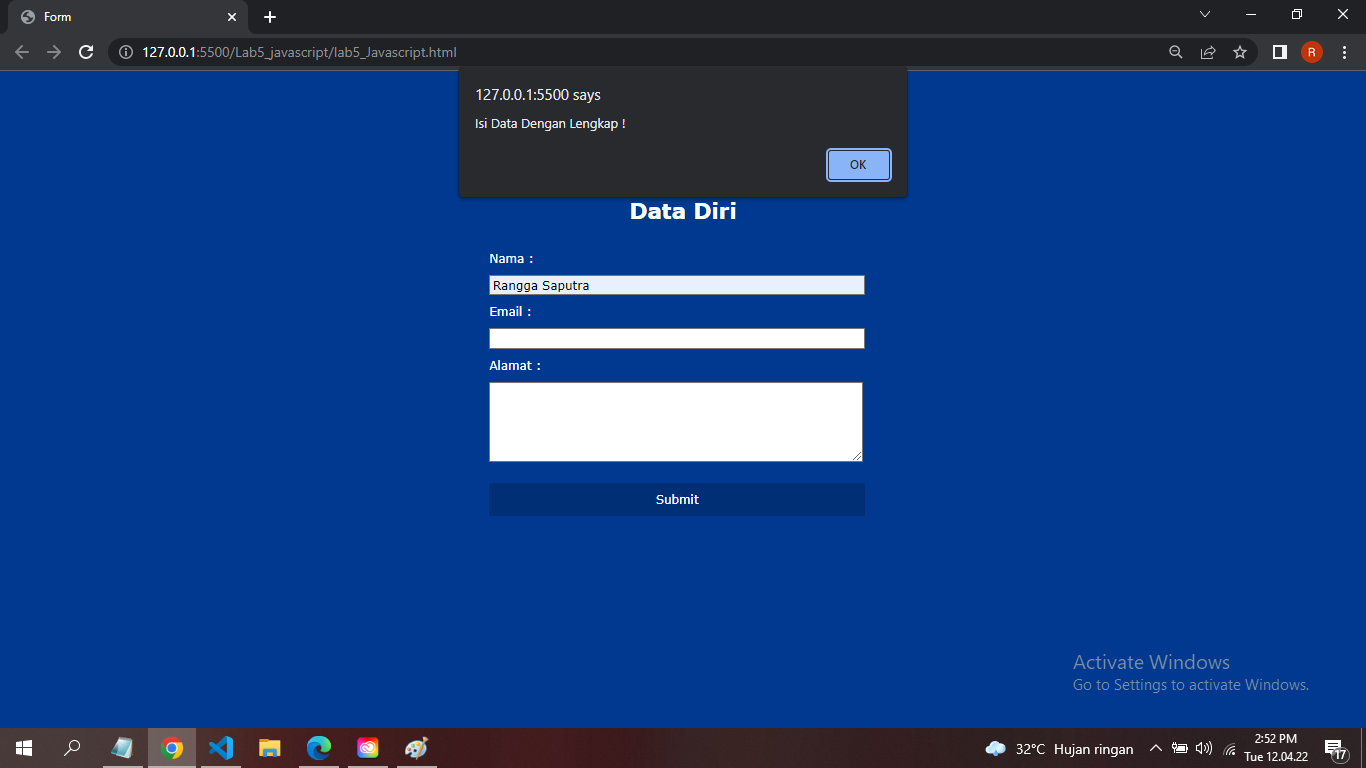 Form
127.0.0.1:5500/Lab5_javascript/lab5_Javascript.html
R
127.0.0.1:5500 says
Isi Data Dengan Lengkap !
OK
Data Diri
Nama :
Rangga Saputra
Email :
Alamat :
Submit
Activate Windows
Go to Settings to activate Windows.
32°C Hujan ringan
2:52 PM
Tue 12.04.22
17